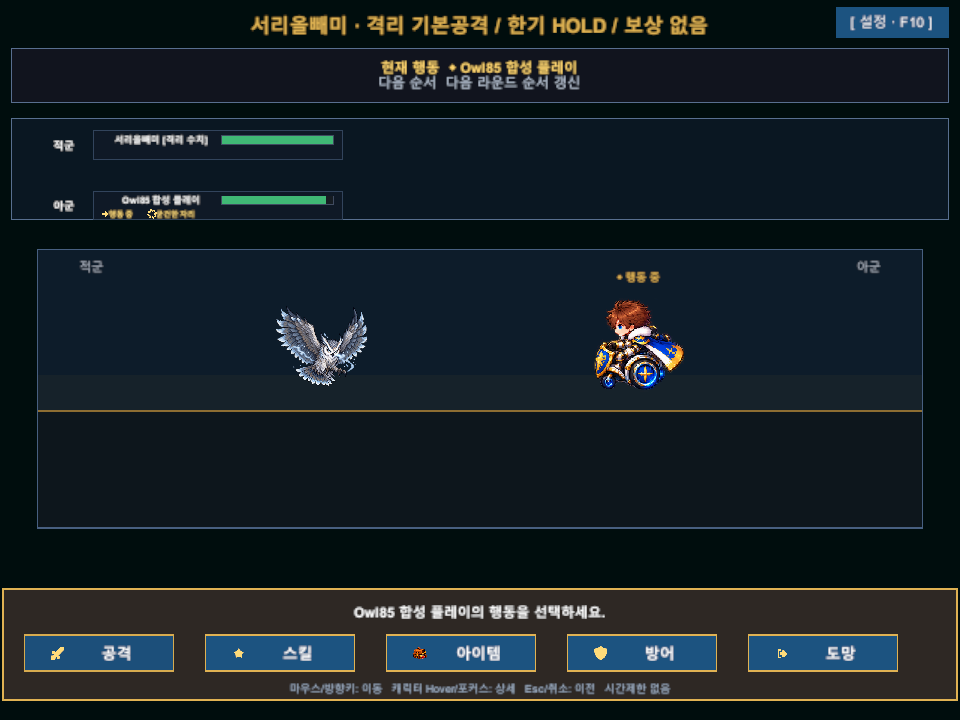 서리올빼미 · 격리 기본공격 / 한기 HOLD / 보상 없음
[ 설정 · F10 ]
현재 행동 ◆ Owl85 합성 플레이
다음 순서 다음 라운드 순서 갱신
적군
서리올빼미 [격리 수치]
아군
Owl85 합성 플레이
➔행동 중
적군
아군
◆ 행동 중
Owl85 합성 플레이의 행동을 선택하세요.
공격
스킬
아이템
방어
도망
마우스/방향키: 이동 캐릭터 Hover/포커스: 상세 Esc/취소: 이전 시간제한 없음